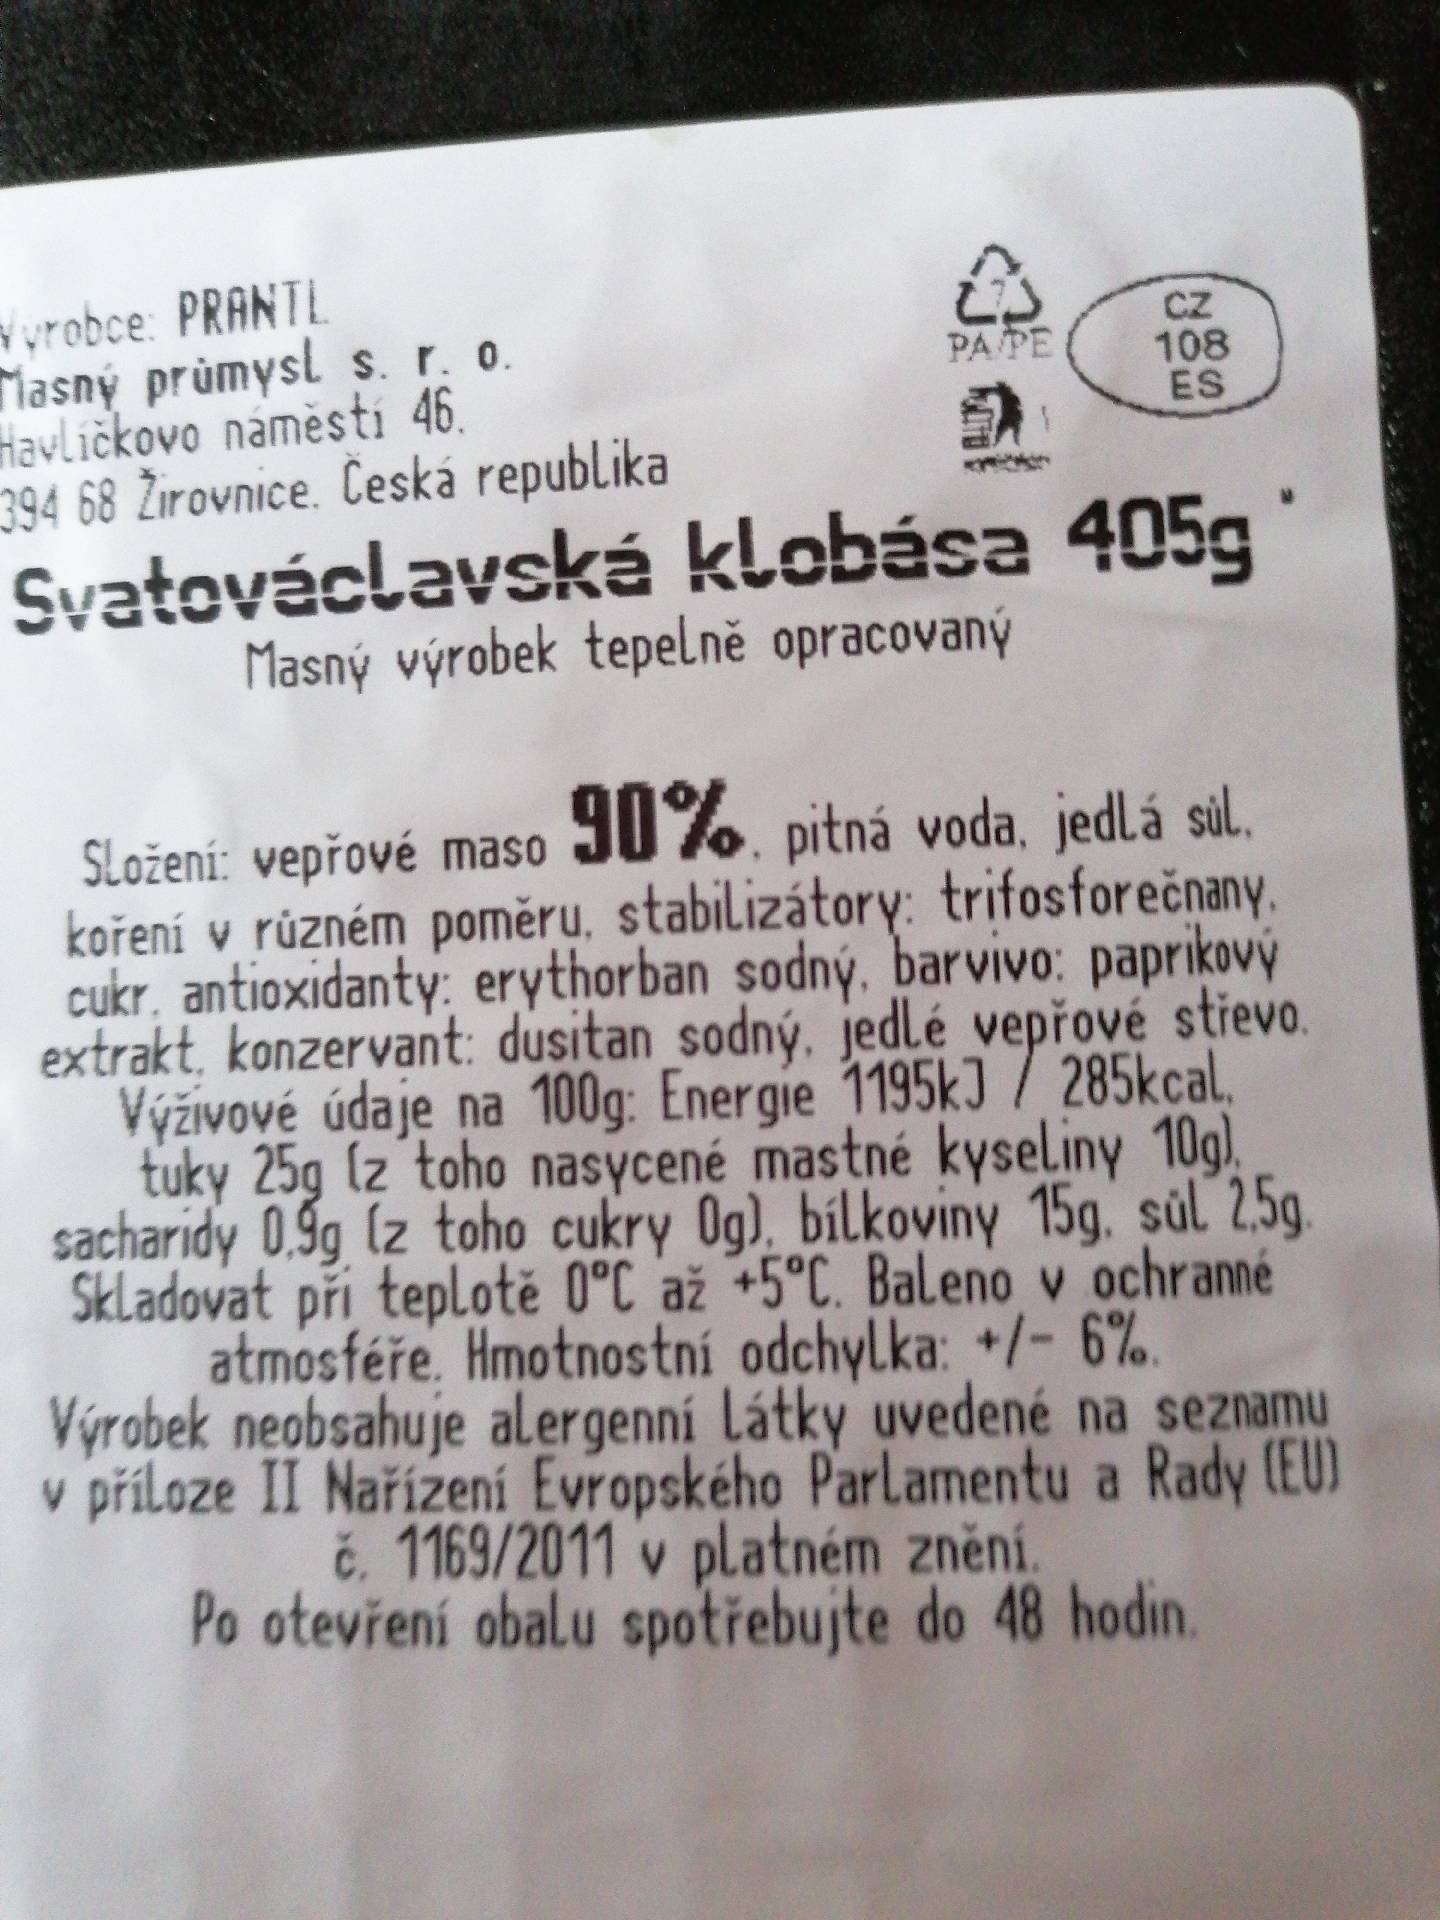 Výrobce: PRANTL
Masný průmysl s. r. o.
Havlíčkovo náměstí 46,
394 68 Žirovnice, Česká republika
7
PA/PE
CZ
108
ES
Svatováclavská klobása 405g
Masný výrobek tepelně opracovaný
Složení: vepřové maso 90%, pitná voda, jedlá sůl,
koření v různém poměru, stabilizátory: trifosforečnany,
cukr, antioxidanty: erythorban sodný, barvivo: paprikový
extrakt, konzervant: dusitan sodný, jedlé vepřové střevo.
Výživové údaje na 100g: Energie 1195kJ / 285kcal,
tuky 25g (z toho nasycené mastné kyseliny 10g),
sacharidy 0,9g (z toho cukry 0g), bílkoviny 15g, sůl 2,5g.
Skladovat při teplotě 0°C až +5°C. Baleno v ochranné
atmosféře. Hmotnostní odchylka: +/- 6%.
Výrobek neobsahuje alergenní látky uvedené na seznamu
v příloze II Nařízení Evropského Parlamentu a Rady (EU)
č. 1169/2011 v platném znění.
Po otevření obalu spotřebujte do 48 hodin.